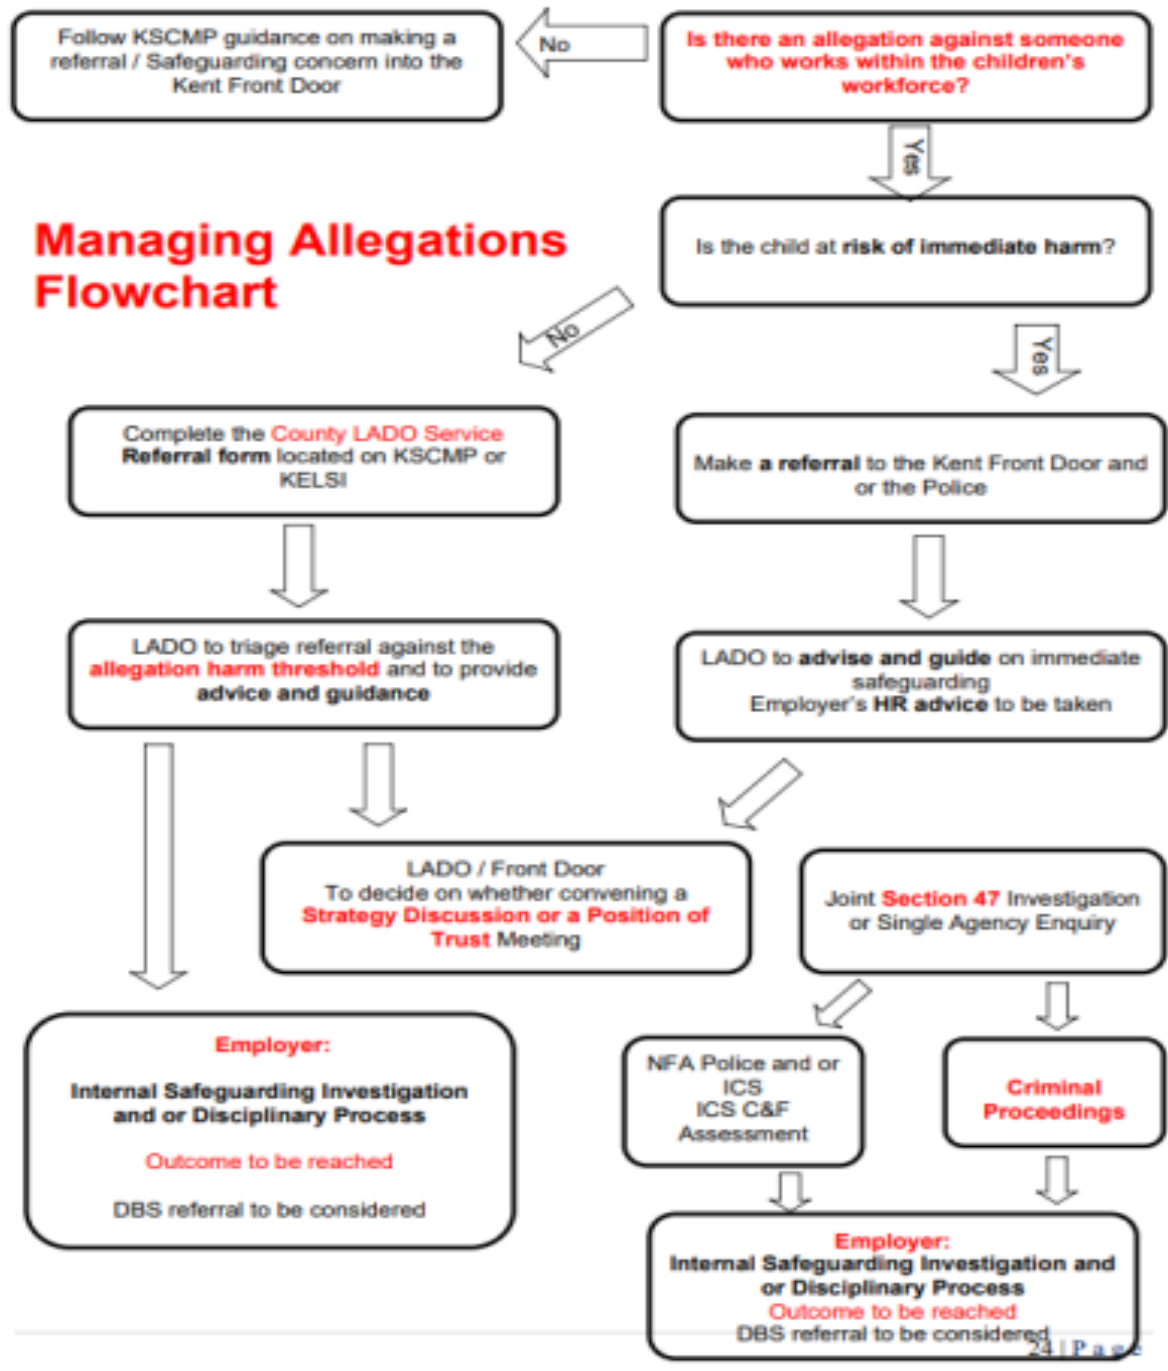 Follow KSCMP guidance on making a
referral / Safeguarding concern into the
Kent Front Door
No
Is there an allegation against someone
who works within the children's
workforce?
Yes
Managing Allegations
Flowchart
Is the child at risk of immediate harm?
No
Yes
Complete the County LADO Service
Referral form located on KSCMP or
KELSI
Make a referral to the Kent Front Door and
or the Police
LADO to triage referral against the
allegation harm threshold and to provide
advice and guidance
LADO to advise and guide on immediate
safeguarding
Employer's HR advice to be taken
LADO / Front Door
To decide on whether convening a
Strategy Discussion or a Position of
Trust Meeting
Joint Section 47 Investigation
or Single Agency Enquiry
Employer:
Internal Safeguarding Investigation
and or Disciplinary Process
Outcome to be reached
DBS referral to be considered
NFA Police and or
ICS
ICS C&F
Assessment
Criminal
Proceedings
Employer:
Internal Safeguarding Investigation and
or Disciplinary Process
Outcome to be reached
DBS referral to be considered
24 | Page